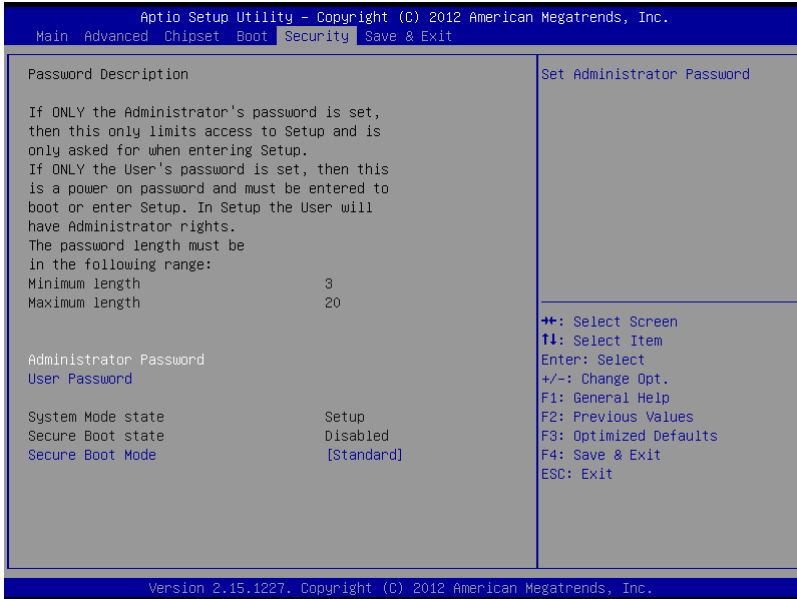 Aptio Setup Utility – Copyright (C) 2012 American Megatrends, Inc.
Main Advanced Chipset Boot Security Save & Exit
Password Description
If ONLY the Administrator's password is set,
then this only limits access to Setup and is
only asked for when entering Setup.
If ONLY the User's password is set, then this
is a power on password and must be entered to
boot or enter Setup. In Setup the User will
have Administrator rights.
The password length must be
in the following range:
Minimum length 3
Maximum length 20
Administrator Password
User Password
System Mode state Setup
Secure Boot state Disabled
Secure Boot Mode [Standard]
Set Administrator Password
→←: Select Screen
↑↓: Select Item
Enter: Select
+/-: Change Opt.
F1: General Help
F2: Previous Values
F3: Optimized Defaults
F4: Save & Exit
ESC: Exit
Version 2.15.1227. Copyright (C) 2012 American Megatrends, Inc.